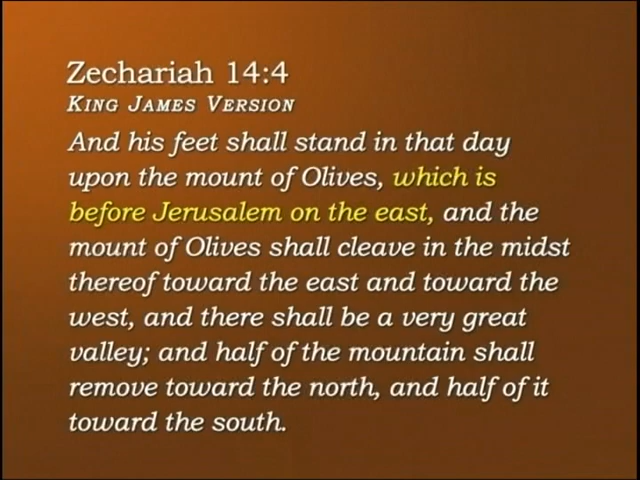 Zechariah 14:4
King James Version
And his feet shall stand in that day
upon the mount of Olives, which is
before Jerusalem on the east, and the
mount of Olives shall cleave in the midst
thereof toward the east and toward the
west, and there shall be a very great
valley; and half of the mountain shall
remove toward the north, and half of it
toward the south.